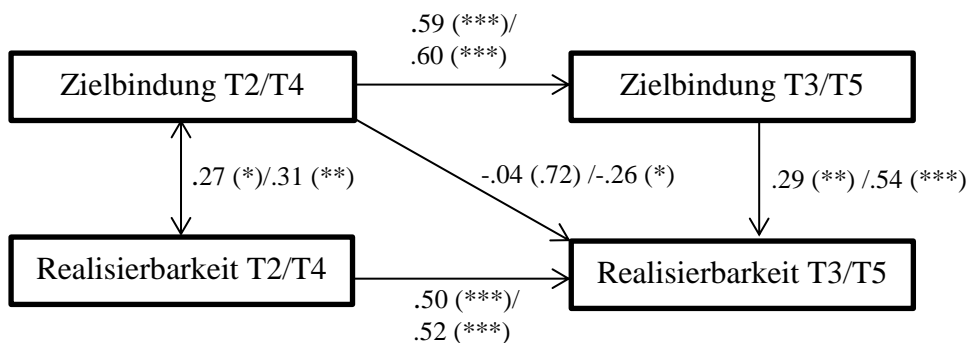 .59 (***)/
.60 (***)
Zielbindung T2/T4
Zielbindung T3/T5
.27 (*)/.31 (**)
-.04 (.72) /-.26 (*)
.29 (**) /.54 (***)
Realisierbarkeit T2/T4
Realisierbarkeit T3/T5
.50 (***)/
.52 (***)